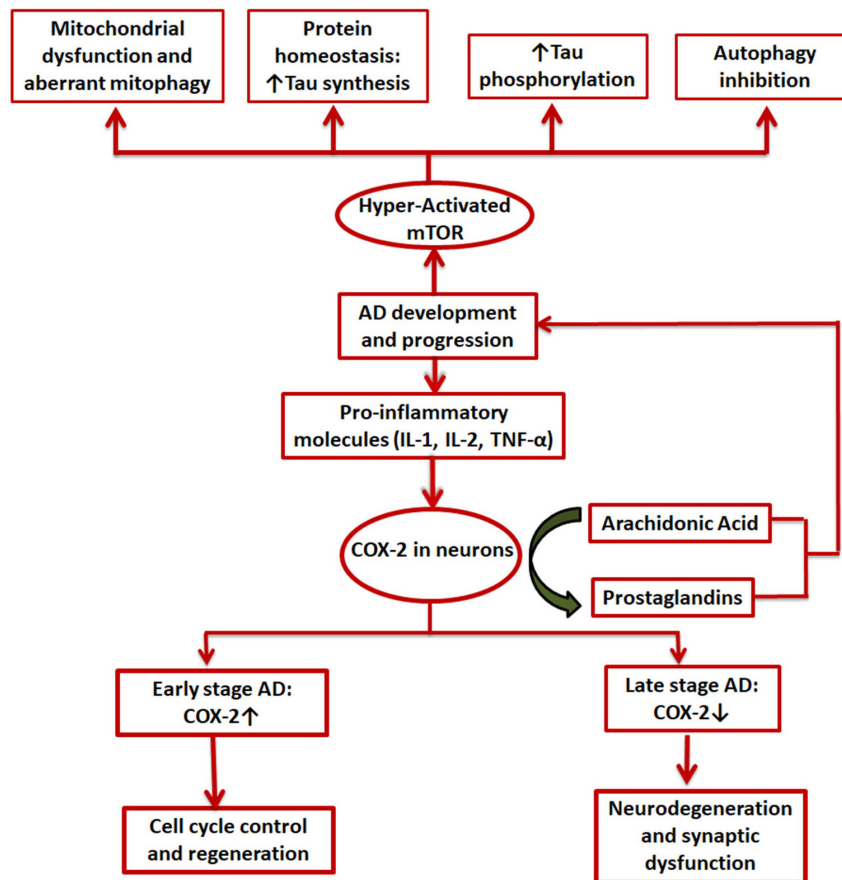 Mitochondrial
dysfunction and
aberrant mitophagy
Protein
homeostasis:
↑Tau synthesis
↑Tau
phosphorylation
Autophagy
inhibition
Hyper-Activated
mTOR
AD development
and progression
Pro-inflammatory
molecules (IL-1, IL-2, TNF-α)
COX-2 in neurons
Arachidonic Acid
Prostaglandins
Early stage AD:
COX-2↑
Late stage AD:
COX-2↓
Cell cycle control
and regeneration
Neurodegeneration
and synaptic
dysfunction